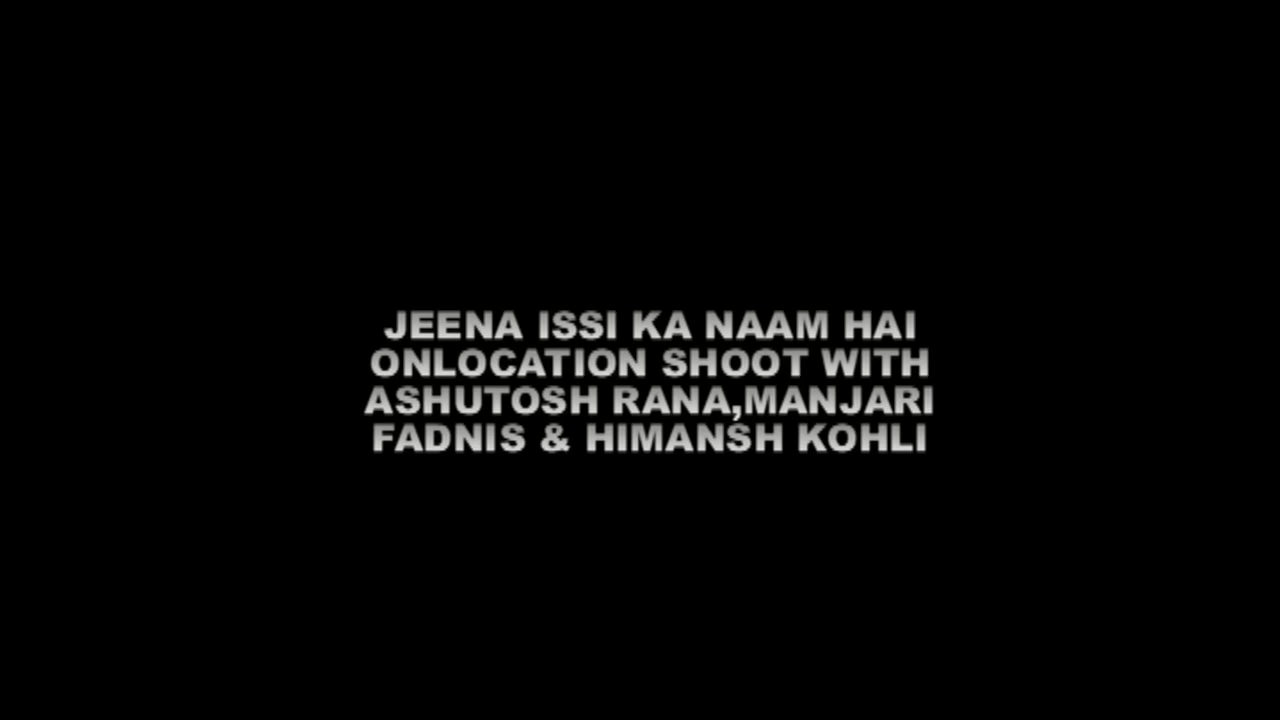 JEENA ISSI KA NAAM HAI
ONLOCATION SHOOT WITH
ASHUTOSH RANA,MANJARI
FADNIS & HIMANSH KOHLI